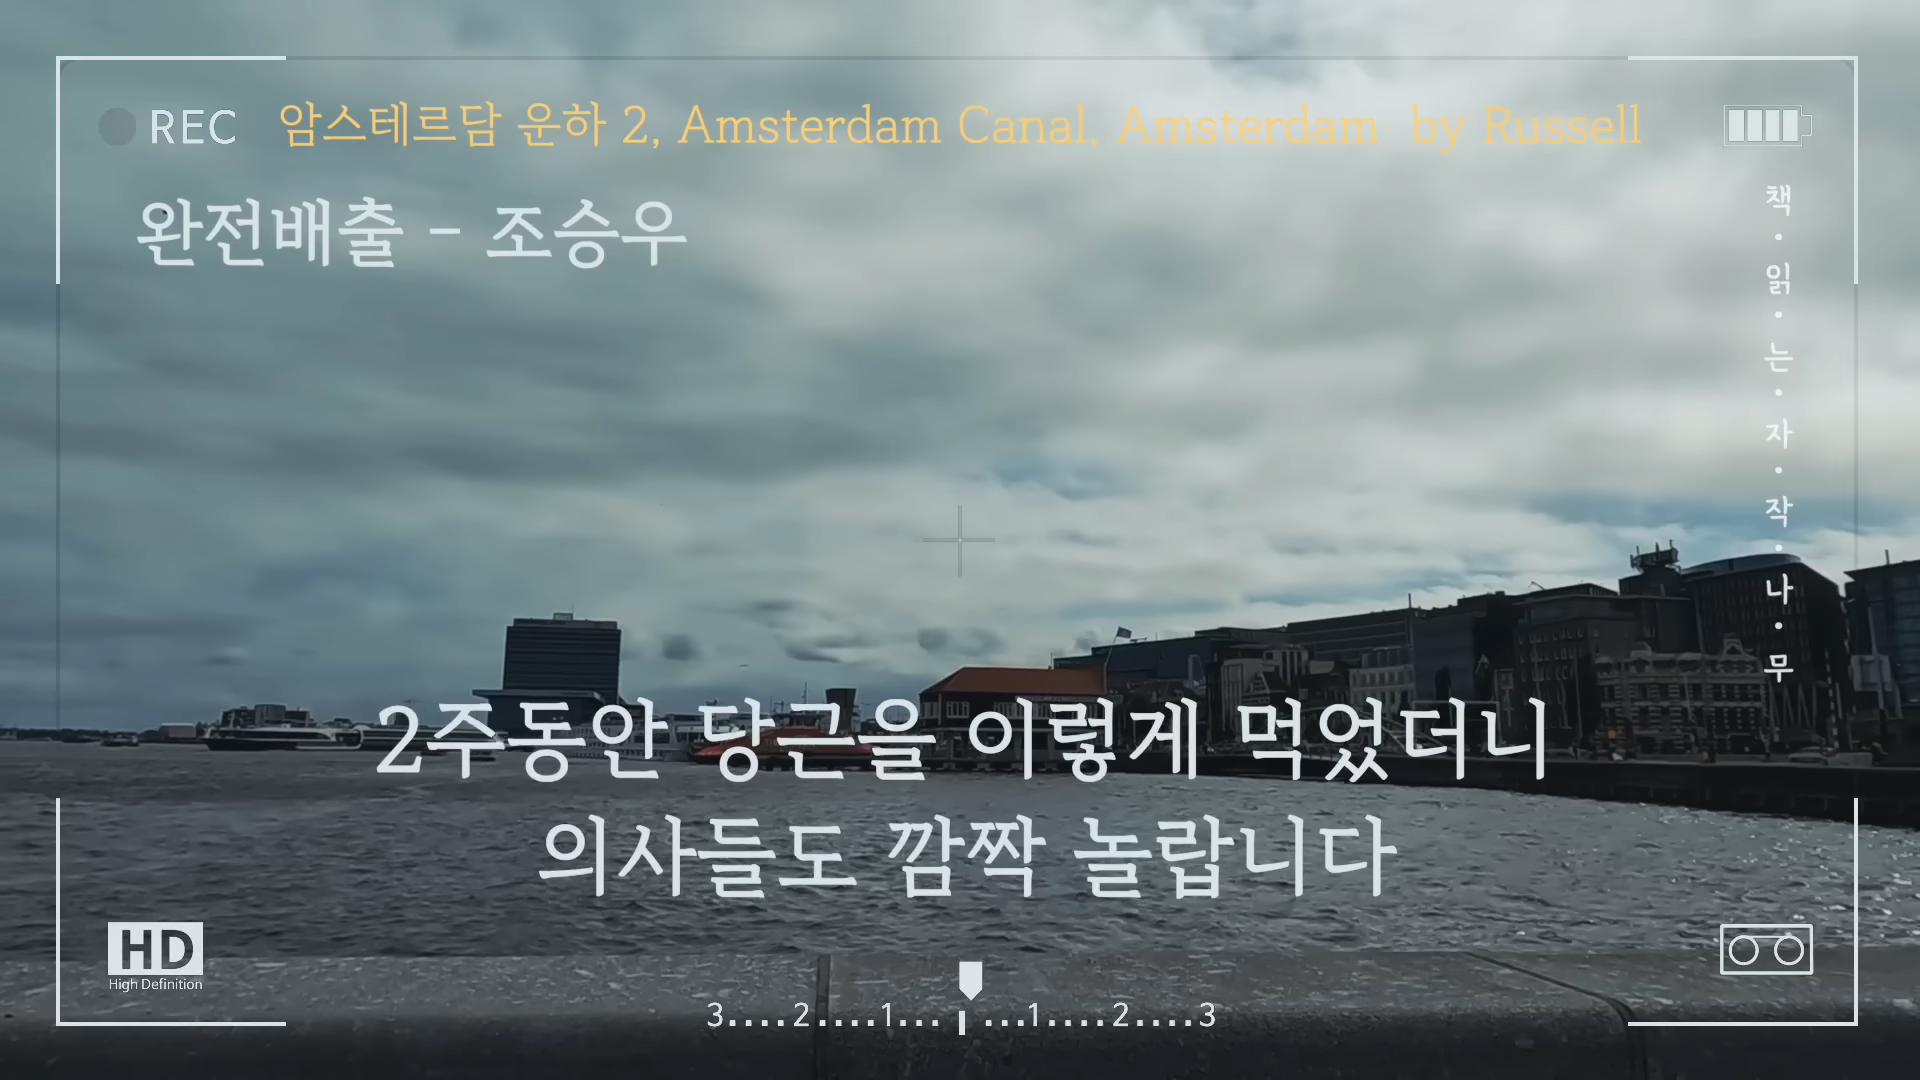 REC 암스테르담 운하 2, Amsterdam Canal, Amsterdam by Russell
완전배출 - 조승우
책·읽·는·자·작·나·무
2주동안 당근을 이렇게 먹었더니
의사들도 깜짝 놀랍니다
HD
High Definition
3....2....1... ...1....2....3